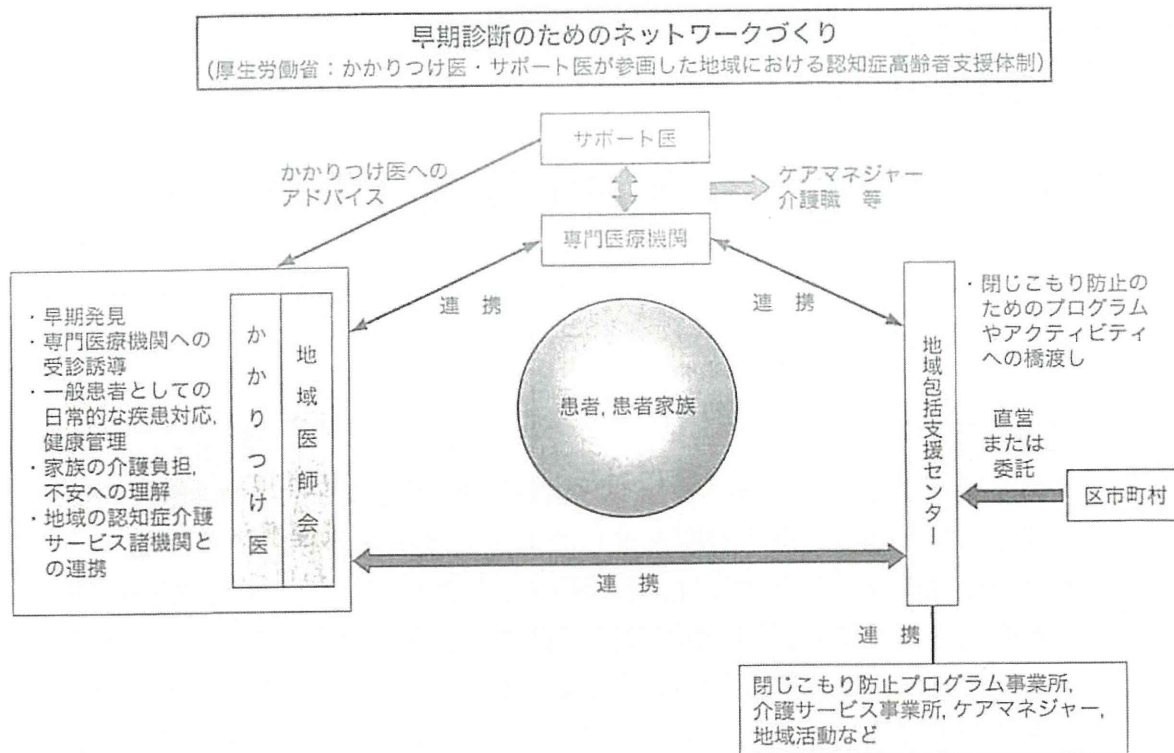 早期診断のためのネットワークづくり
(厚生労働省：かかりつけ医・サポート医が参画した地域における認知症高齢者支援体制)
サポート医
かかりつけ医への
アドバイス
ケアマネジャー
介護職 等
専門医療機関
連 携
連 携
・早期発見
・専門医療機関への
受診誘導
・一般患者としての
日常的な疾患対応,
健康管理
・家族の介護負担,
不安への理解
・地域の認知症介護
サービス諸機関と
の連携
かかりつけ医
地域医師会
患者, 患者家族
地域包括支援センター
・閉じこもり防止の
ためのプログラム
やアクティビティ
への橋渡し
直営
または
委託
区市町村
連 携
連 携
閉じこもり防止プログラム事業所,
介護サービス事業所, ケアマネジャー,
地域活動など